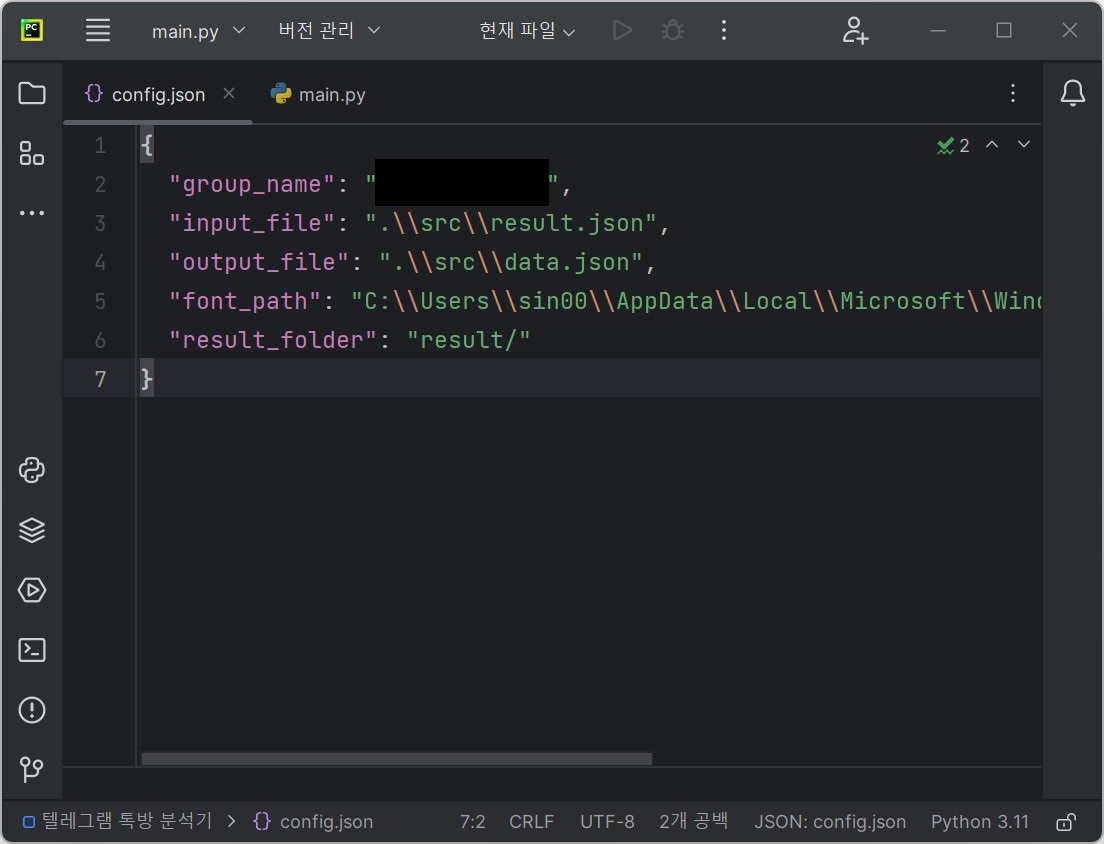 PC
main.py
버전 관리
현재 파일
config.json
main.py
2
1 {
2 "group_name": "          ",
3 "input_file": ".\\src\\result.json",
4 "output_file": ".\\src\\data.json",
5 "font_path": "C:\\Users\\sin00\\AppData\\Local\\Microsoft\\Wind
6 "result_folder": "result/"
7 }
텔레그램 톡방 분석기 > {} config.json 7:2 CRLF UTF-8 2개 공백 JSON: config.json Python 3.11